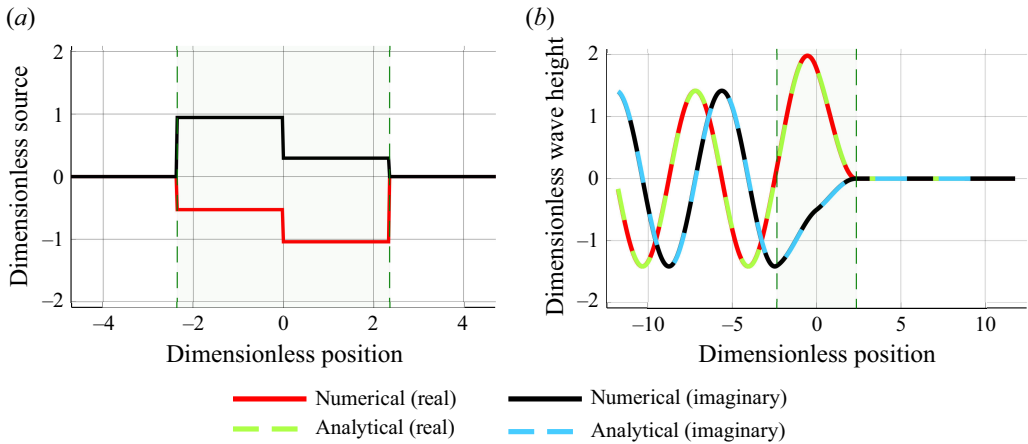 (a)
(b)
Dimensionless source
2
1
0
−1
−2
−4
−2
0
2
4
Dimensionless position
Dimensionless wave height
2
1
0
−1
−2
−10
−5
0
5
10
Dimensionless position
Numerical (real)
Numerical (imaginary)
Analytical (real)
Analytical (imaginary)